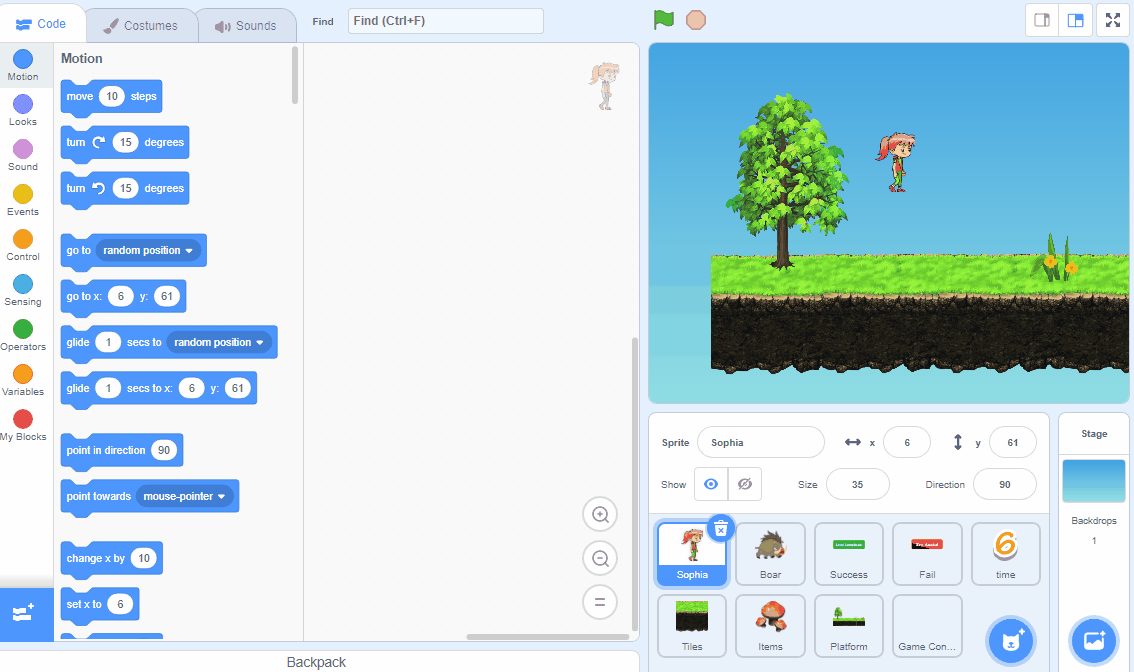 Code
Costumes
Sounds
Find
Find (Ctrl+F)
Motion
Looks
Sound
Events
Control
Sensing
Operators
Variables
My Blocks
Motion
move 10 steps
turn 15 degrees
turn 15 degrees
go to random position
go to x: 6 y: 61
glide 1 secs to random position
glide 1 secs to x: 6 y: 61
point in direction 90
point towards mouse-pointer
change x by 10
set x to 6
Backpack
Sprite Sophia x 6 y 61
Show Size 35 Direction 90
Sophia
Boar
Success
Fail
6
time
Tiles
Items
Platform
Game Con...
Stage
Backdrops
1